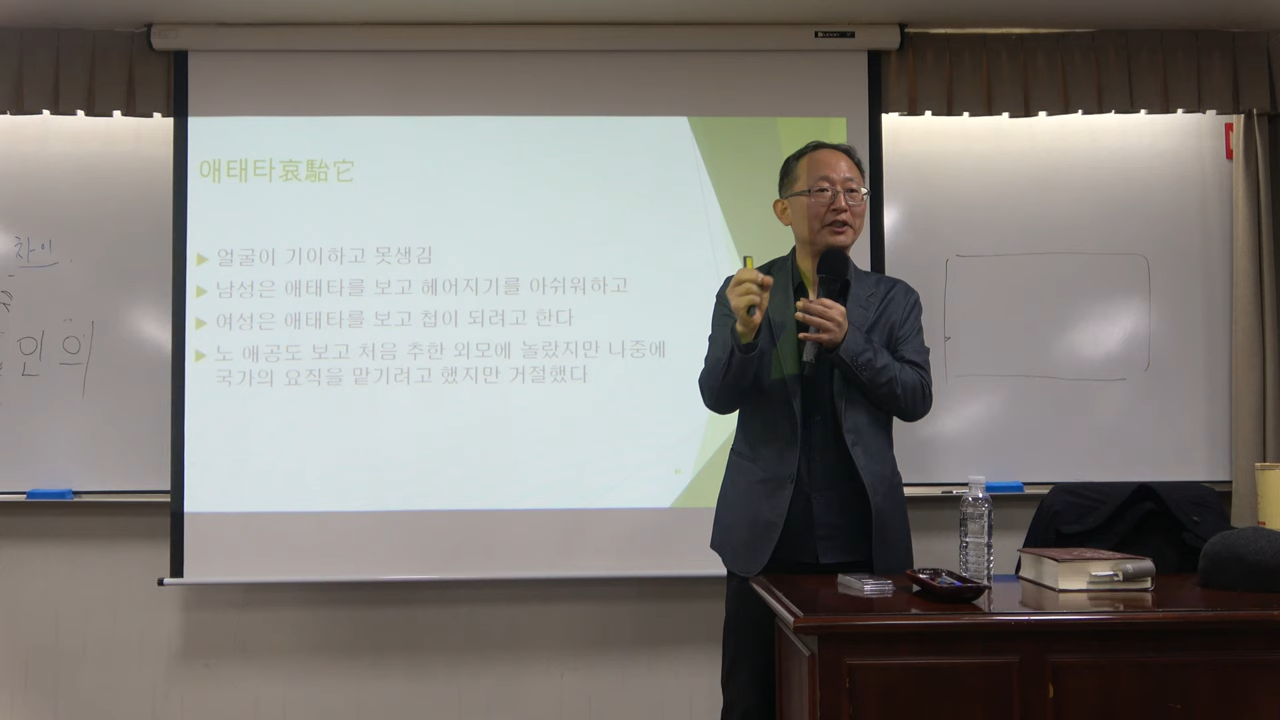 애태타哀駘它
얼굴이 기이하고 못생김
남성은 애태타를 보고 헤어지기를 아쉬워하고
여성은 애태타를 보고 첩이 되려고 한다
노 애공도 보고 처음 추한 외모에 놀랐지만 나중에
국가의 요직을 맡기려고 했지만 거절했다
차이
인의